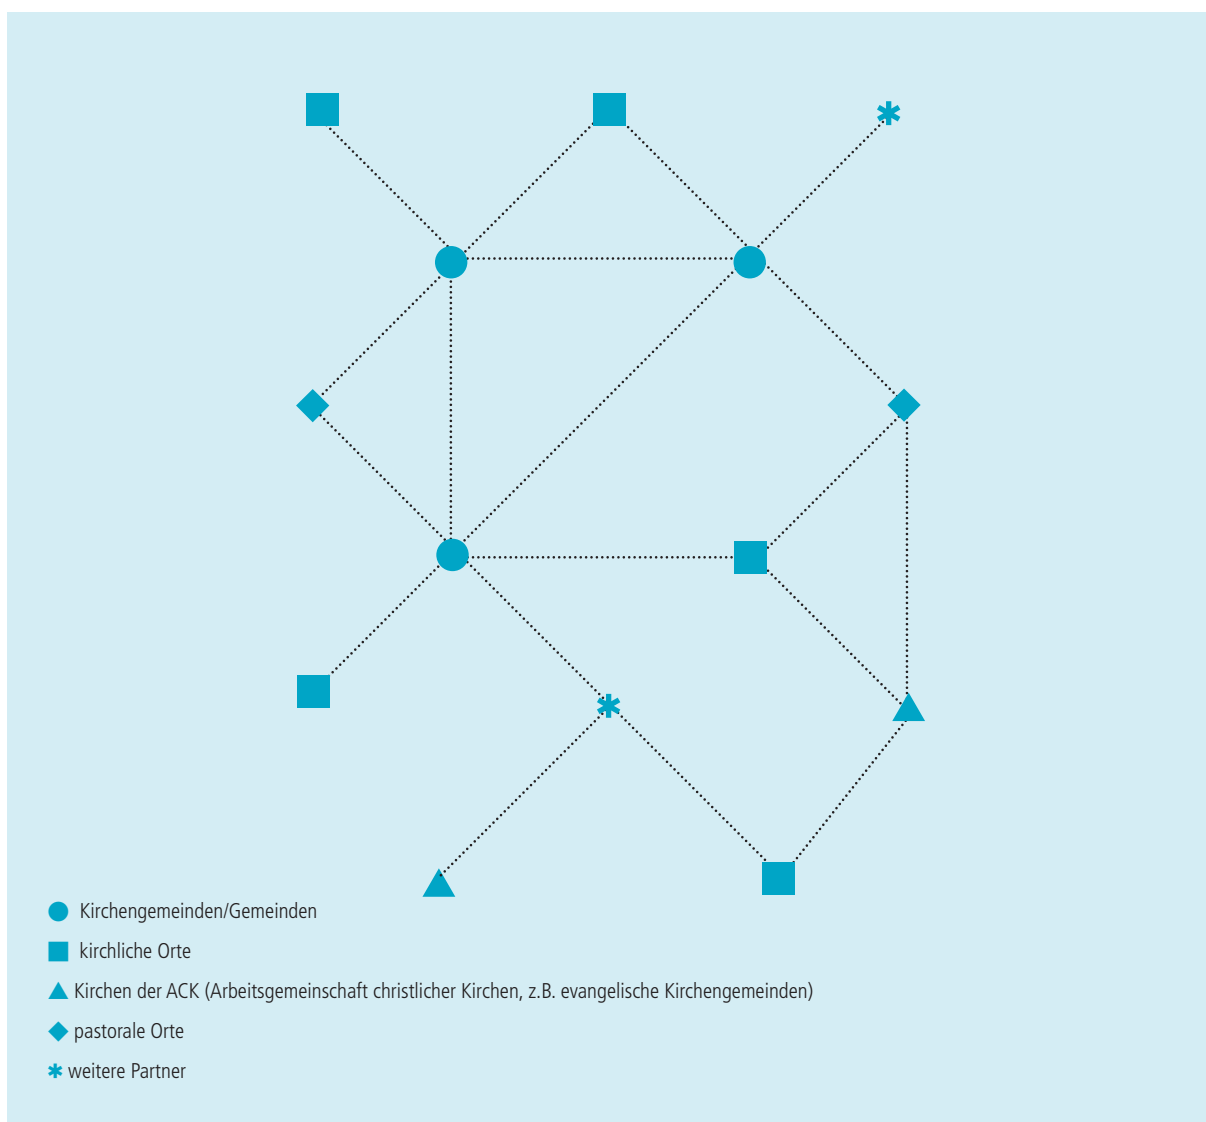 Kirchengemeinden/Gemeinden
kirchliche Orte
Kirchen der ACK (Arbeitsgemeinschaft christlicher Kirchen, z.B. evangelische Kirchengemeinden)
pastorale Orte
weitere Partner